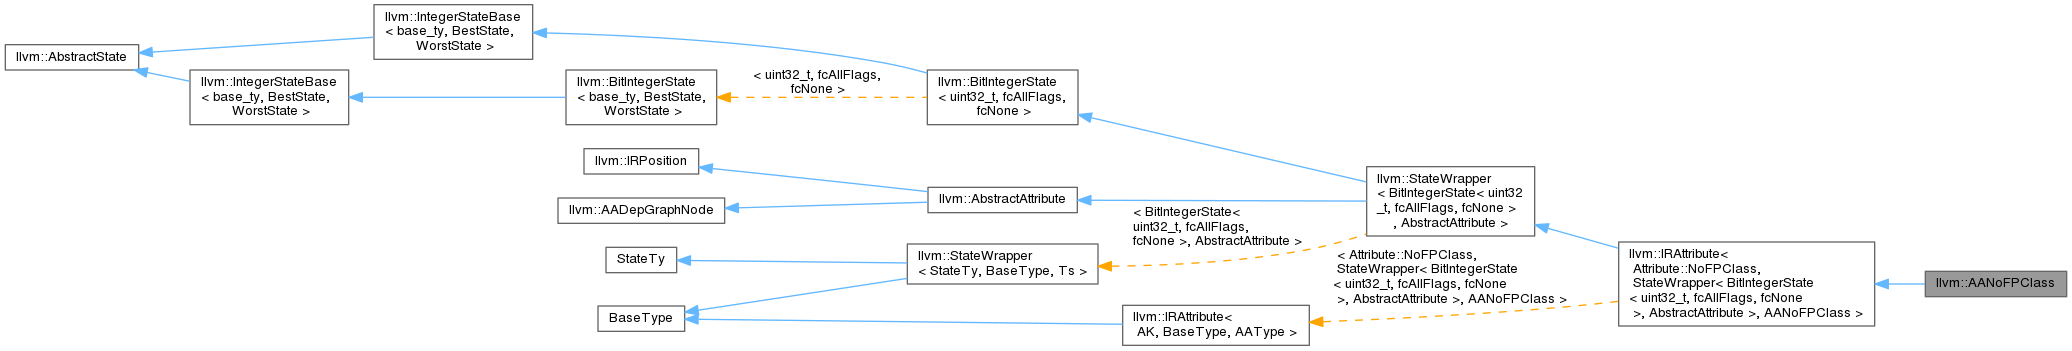 llvm::AbstractState
llvm::IntegerStateBase
< base_ty, BestState,
WorstState >
llvm::IntegerStateBase
< base_ty, BestState,
WorstState >
llvm::BitIntegerState
< base_ty, BestState,
WorstState >
< uint32_t, fcAllFlags,
fcNone >
llvm::BitIntegerState
< uint32_t, fcAllFlags,
fcNone >
llvm::IRPosition
llvm::AADepGraphNode
llvm::AbstractAttribute
StateTy
BaseType
llvm::StateWrapper
< StateTy, BaseType, Ts >
< BitIntegerState<
uint32_t, fcAllFlags,
fcNone >, AbstractAttribute >
llvm::StateWrapper
< BitIntegerState< uint32
_t, fcAllFlags, fcNone >
, AbstractAttribute >
llvm::IRAttribute<
AK, BaseType, AAType >
< Attribute::NoFPClass,
StateWrapper< BitIntegerState
< uint32_t, fcAllFlags, fcNone
>, AbstractAttribute >, AANoFPClass >
llvm::IRAttribute<
Attribute::NoFPClass,
StateWrapper< BitIntegerState
< uint32_t, fcAllFlags, fcNone
>, AbstractAttribute >, AANoFPClass >
llvm::AANoFPClass